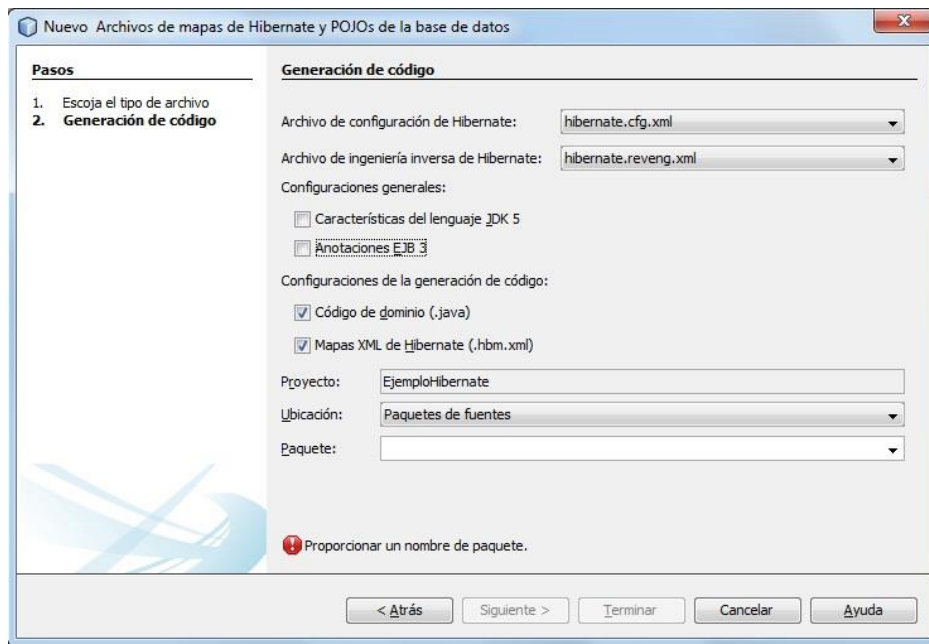 Nuevo Archivos de mapas de Hibernate y POJOs de la base de datos
Pasos
1. Escoja el tipo de archivo
2. Generación de código
Generación de código
Archivo de configuración de Hibernate: hibernate.cfg.xml
Archivo de ingeniería inversa de Hibernate: hibernate.reveng.xml
Configuraciones generales:
Características del lenguaje JDK 5
Anotaciones EJB 3
Configuraciones de la generación de código:
Código de dominio (.java)
Mapas XML de Hibernate (.hbm.xml)
Proyecto: EjemploHibernate
Ubicación: Paquetes de fuentes
Paquete:
Proporcionar un nombre de paquete.
< Atrás Siguiente > Terminar Cancelar Ayuda